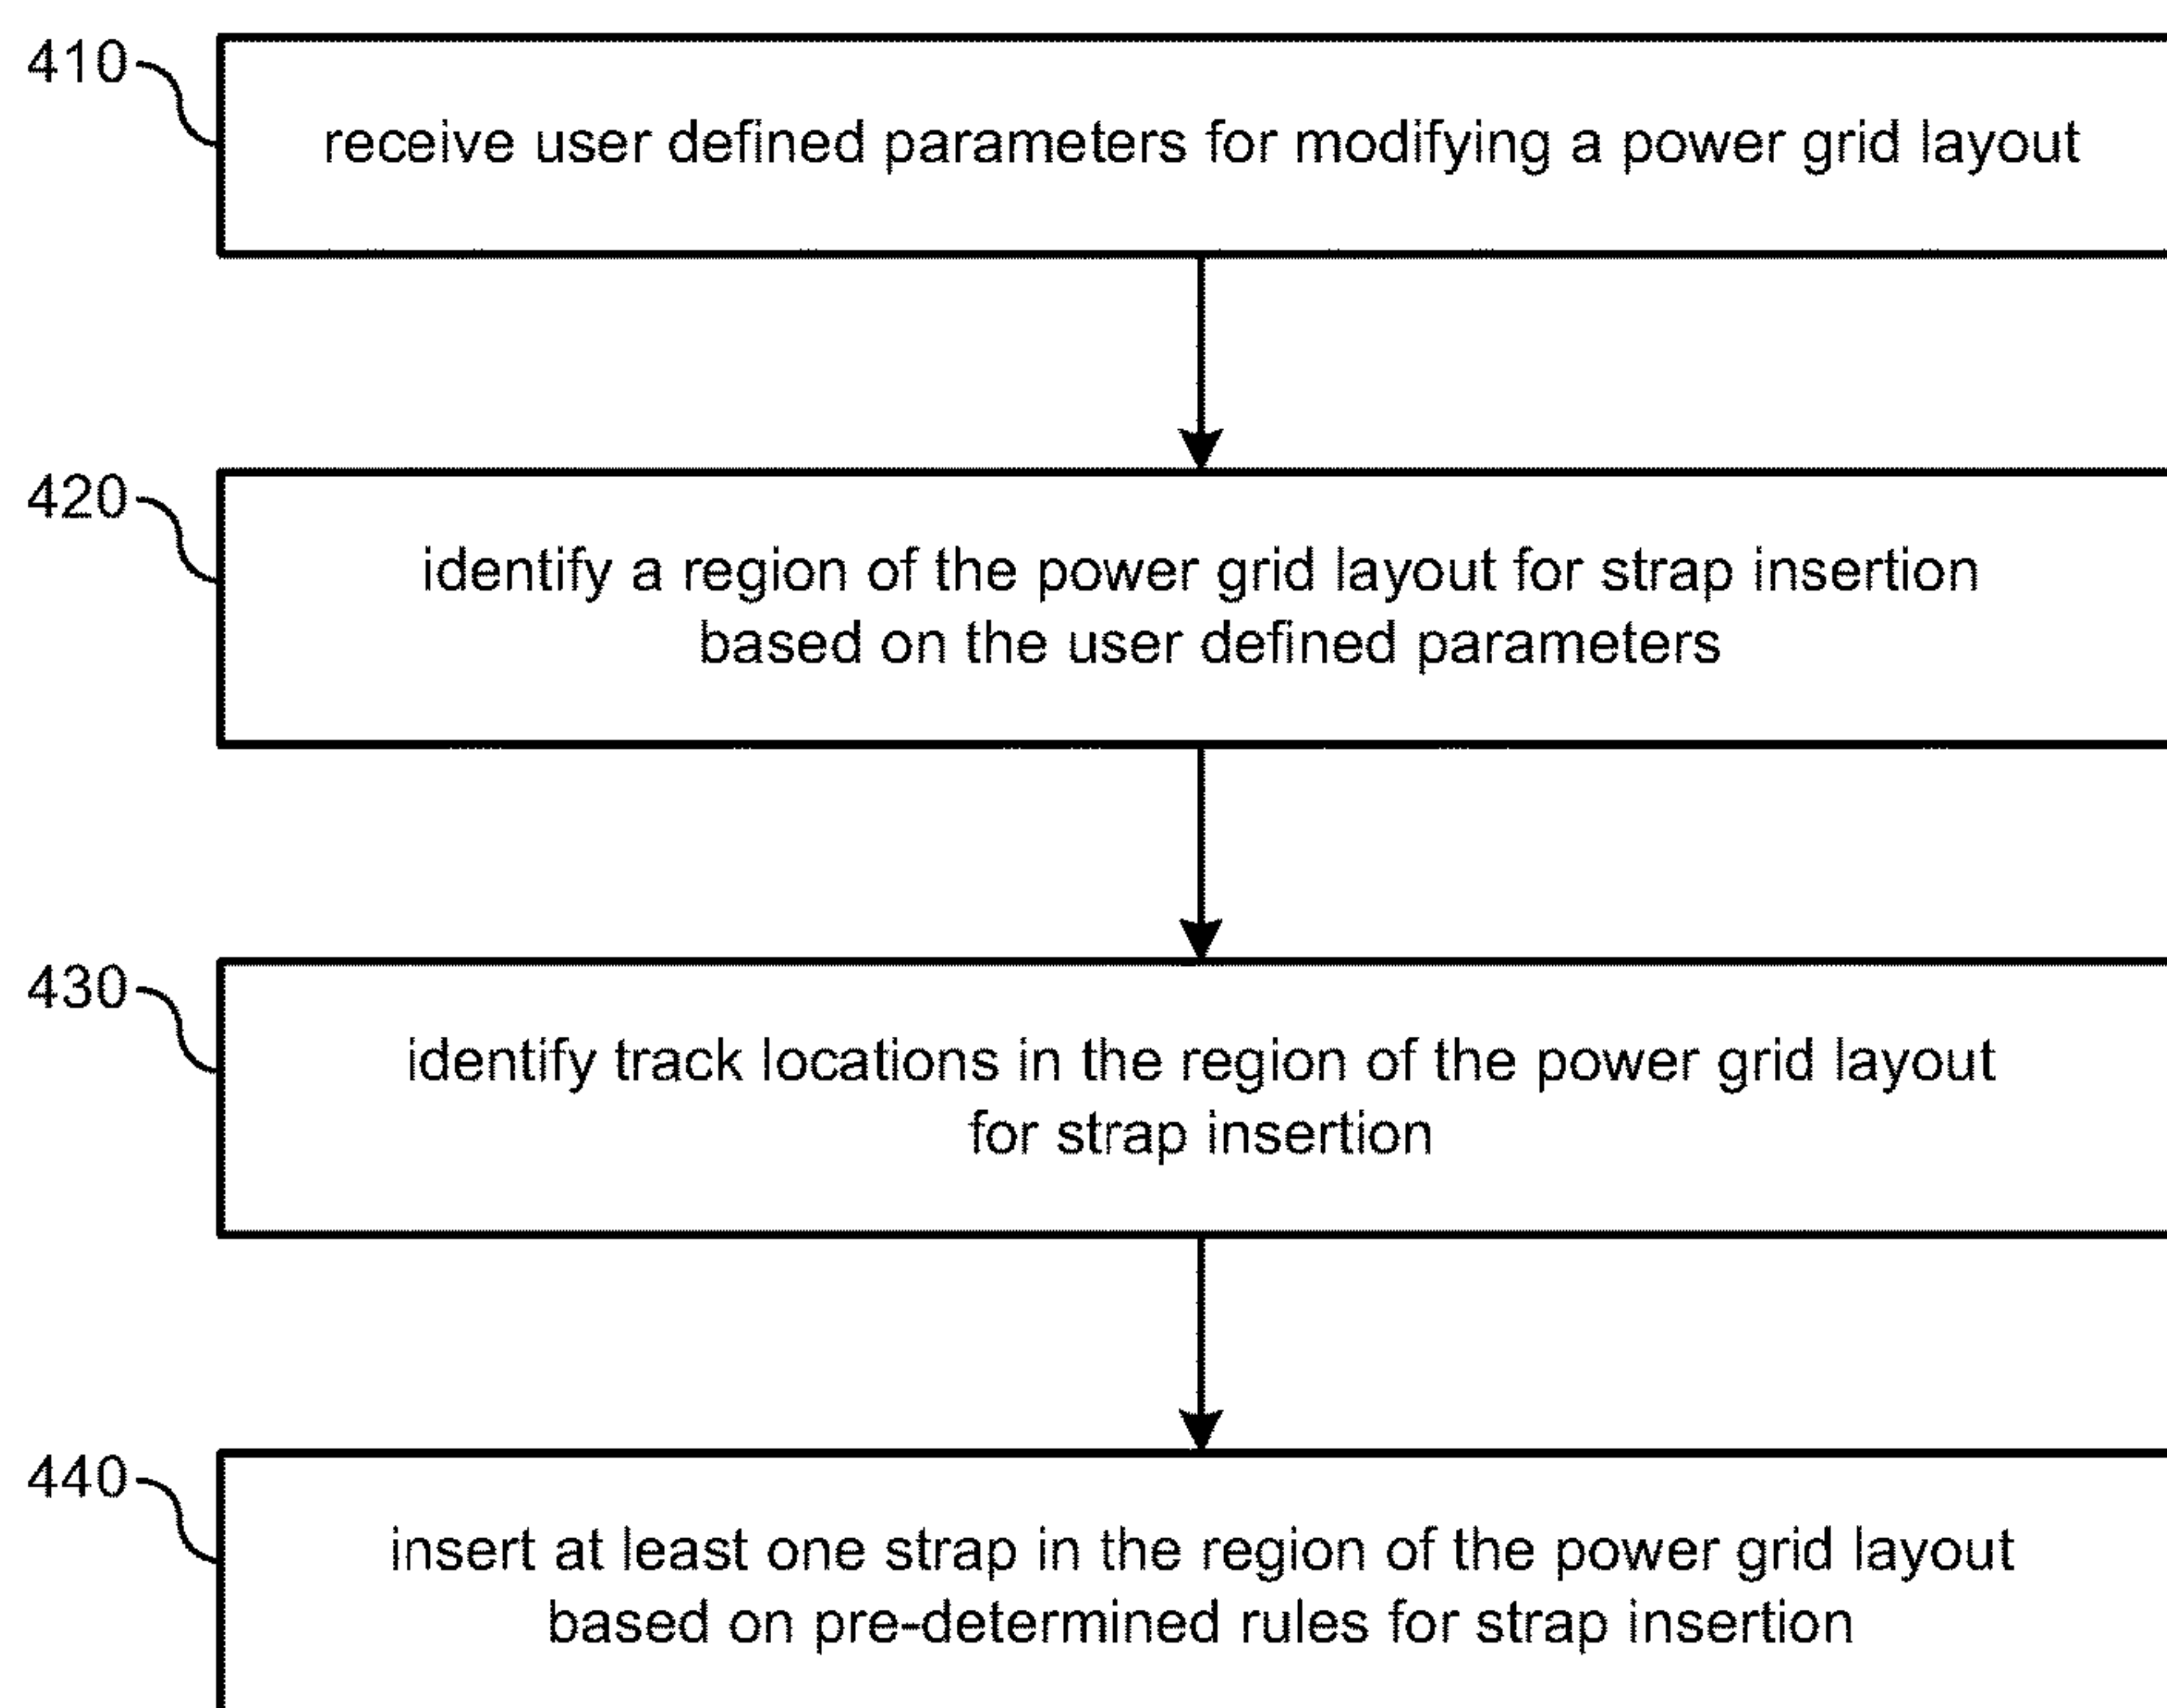 410
receive user defined parameters for modifying a power grid layout
420
identify a region of the power grid layout for strap insertion
based on the user defined parameters
430
identify track locations in the region of the power grid layout
for strap insertion
440
insert at least one strap in the region of the power grid layout
based on pre-determined rules for strap insertion